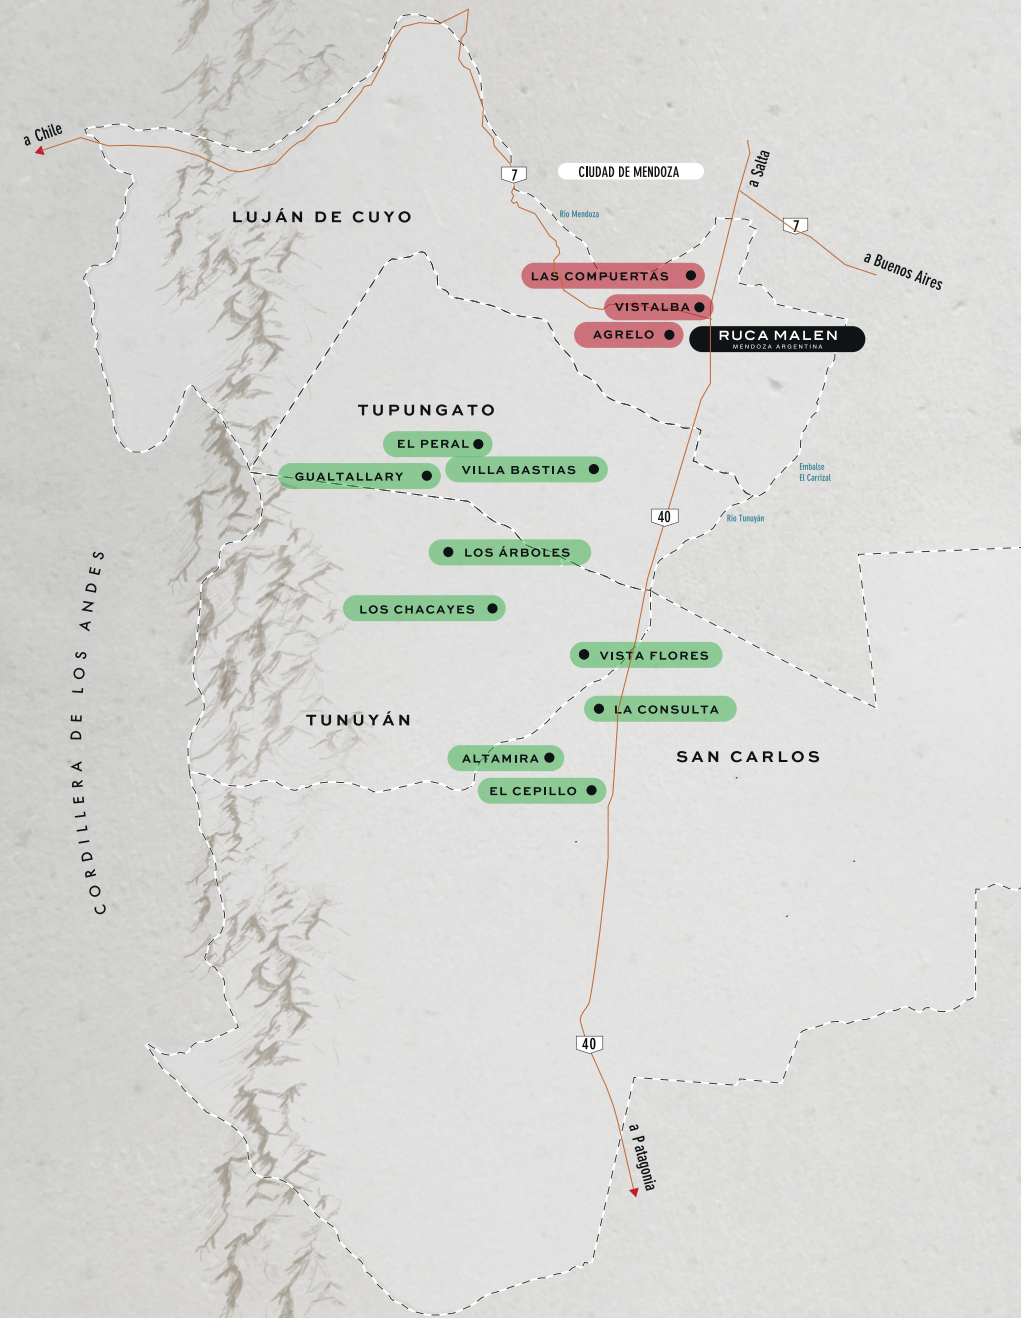 a Chile
7
CIUDAD DE MENDOZA
a Salta
Río Mendoza
LUJÁN DE CUYO
7
a Buenos Aires
LAS COMPUERTAS
VISTALBA
AGRELO
RUCA MALEN
MENDOZA ARGENTINA
TUPUNGATO
EL PERAL
VILLA BASTIAS
GUALTALLARY
Embalse
El Carrizal
40
Río Tunuyán
LOS ÁRBOLES
CORDILLERA DE LOS ANDES
LOS CHACAYES
VISTA FLORES
LA CONSULTA
TUNUYÁN
SAN CARLOS
ALTAMIRA
EL CEPILLO
40
a Patagonia